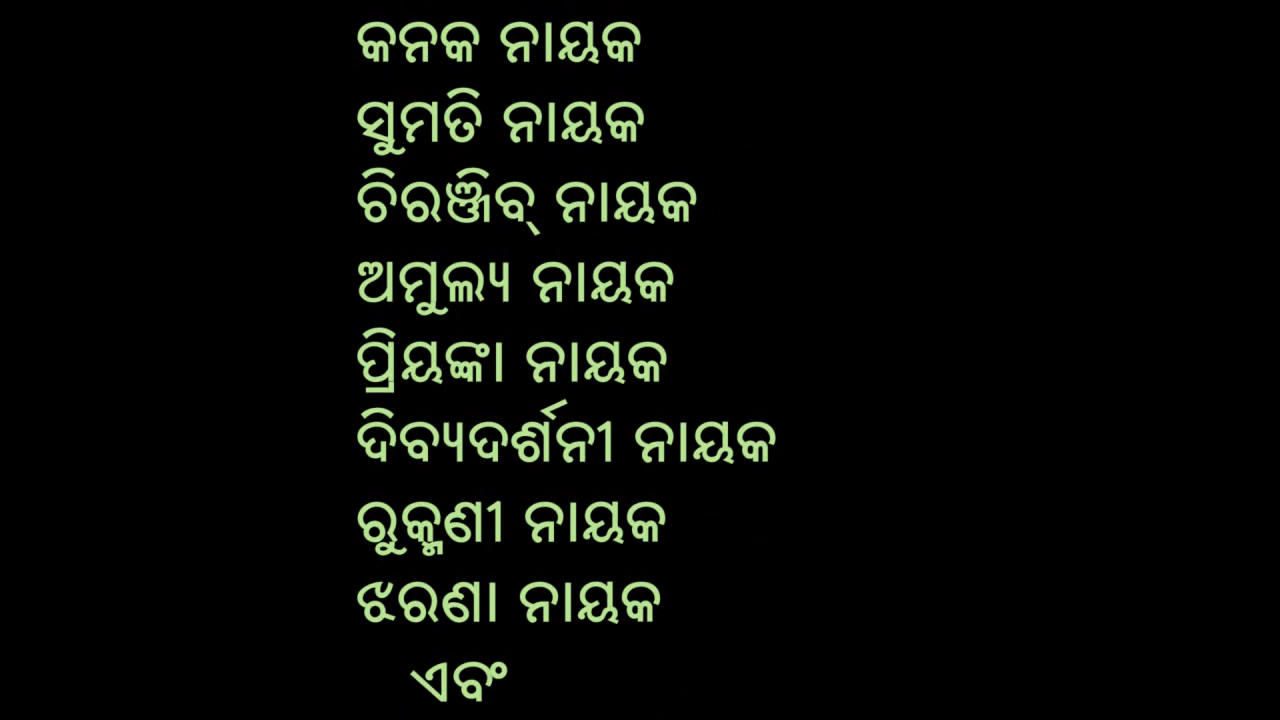 କନକ ନାୟକ
ସୁମତି ନାୟକ
ଚିରଞ୍ଜିବ୍ ନାୟକ
ଅମୁଲ୍ୟ ନାୟକ
ପ୍ରିୟଙ୍କା ନାୟକ
ଦିବ୍ୟଦର୍ଶନୀ ନାୟକ
ରୁକ୍ମଣୀ ନାୟକ
ଝରଣା ନାୟକ
ଏବଂ